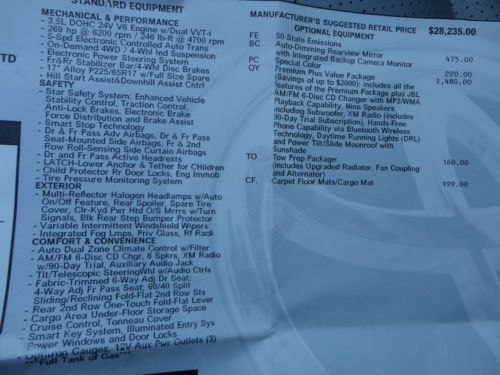 STANDARD EQUIPMENT
MECHANICAL & PERFORMANCE
- 3.5L DOHC 24V V6 Engine w/Dual VVT-i
- 269 hp @ 6200 rpm / 246 lb-ft @ 4700 rpm
- 5-Spd Electronic Controlled Auto Trans
- On-Demand 4WD / 4-Whl Ind Suspension
- Electronic Power Steering System
- Fr&Rr Stabilizer Bar/4-Whl Disc Brakes
- 17" Alloy P225/65R17 w/Full Size Spare
- Hill Start Assist&Downhill Assist Cntrl
SAFETY
- Star Safety System: Enhanced Vehicle
Stability Control, Traction Control,
Anti-Lock Brakes, Electronic Brake
Force Distribution and Brake Assist
- Smart Stop Technology
- Dr & Fr Pass Adv Airbags, Dr & Fr Pass
Seat-Mounted Side Airbags, Fr & 2nd
Row Roll-Sensing Side Curtain Airbags
- Dr and Fr Pass Active Headrests
- LATCH-Lower Anchor & Tether for Children
- Child Protector Rr Door Locks, Eng Immob
- Tire Pressure Monitoring System
EXTERIOR
- Multi-Reflector Halogen Headlamps w/Auto
On/Off Feature, Rear Spoiler, Spare Tire
Cover, Clr-Kyd Pwr Htd O/S Mrrrs w/Turn
Signals, Blk Rear Step Bumper Protector
- Variable Intermittent Windshield Wipers
- Integrated Fog Lmps, Priv Glass, Rf Rack
COMFORT & CONVENIENCE
- Auto Dual Zone Climate Control w/Filter
- AM/FM 6-Disc CD Chgr, 6 Spkrs, XM Radio
w/90-Day Trial, Auxiliary Audio Jack
- Tlt/Telescopic SteeringWhl w/Audio Ctrls
- Fabric-Trimmed 6-Way Adj Dr Seat;
4-Way Adj Fr Pass Seat; 60/40 Split
Sliding/Reclining Fold-Flat 2nd Row Sts
- Rear 2nd Row One-Touch Fold-Flat Lever
- Cargo Area Under-Floor Storage Space
- Cruise Control, Tonneau Cover
- Smart Key System, Illuminated Entry Sys
- Power Windows and Door Locks
- Optitron Gauges, 12V Aux Pwr Outlets (3)
***Full Tank of Gas***
TD
MANUFACTURER'S SUGGESTED RETAIL PRICE $28,235.00
OPTIONAL EQUIPMENT
FE 50 State Emissions
BC Auto-Dimming Rearview Mirror
with Integrated Backup Camera Monitor 475.00
PC Special Color 220.00
QY Premium Plus Value Package 3,480.00
(Savings of up to $2000): includes all the
features of the Premium Package plus JBL
AM/FM 6-Disc CD Changer with MP3/WMA
Playback Capability, Nine Speakers
including Subwoofer, XM Radio (includes
90-Day Trial Subscription), Hands-Free
Phone Capability via Bluetooth Wireless
Technology, Daytime Running Lights (DRL)
and Power Tilt/Slide Moonroof with
Sunshade
TO Tow Prep Package: 160.00
(includes Upgraded Radiator, Fan Coupling
and Alternator)
CF. Carpet Floor Mats/Cargo Mat 199.00